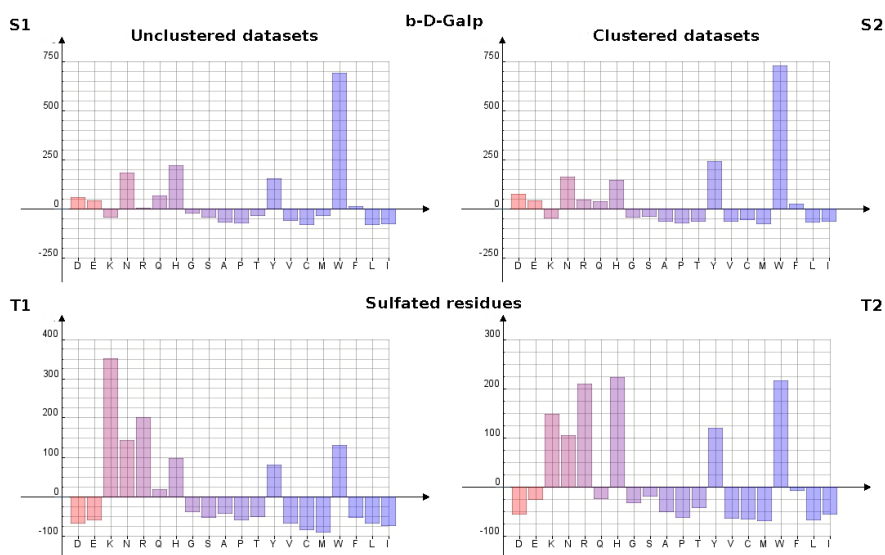 S1 b-D-Galp S2
Unclustered datasets Clustered datasets
750 750
500 500
250 250
0 0
-250 -250
D E K N R Q H G S A P T Y V C M W F L I D E K N R Q H G S A P T Y V C M W F L I
T1 Sulfated residues T2
400 300
300 200
200 100
100 0
0 -100
-100
D E K N R Q H G S A P T Y V C M W F L I D E K N R Q H G S A P T Y V C M W F L I